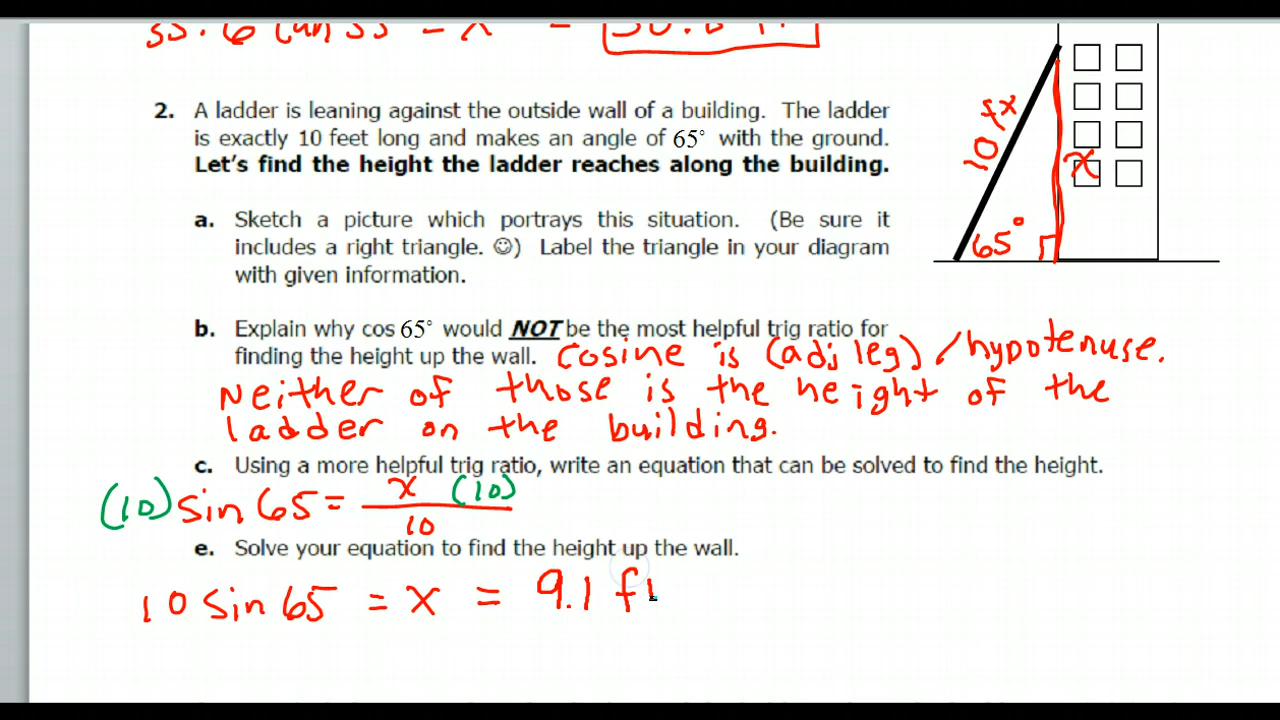 2. A ladder is leaning against the outside wall of a building. The ladder
is exactly 10 feet long and makes an angle of 65° with the ground.
Let's find the height the ladder reaches along the building.
a. Sketch a picture which portrays this situation. (Be sure it
includes a right triangle. ☺) Label the triangle in your diagram
with given information.
10 ft
x
65°
b. Explain why cos 65° would NOT be the most helpful trig ratio for
finding the height up the wall. Cosine is (adj leg) / hypotenuse.
Neither of those is the height of the
ladder on the building.
c. Using a more helpful trig ratio, write an equation that can be solved to find the height.
(10) sin 65 = x (10)
10
e. Solve your equation to find the height up the wall.
10 sin 65 = x = 9.1